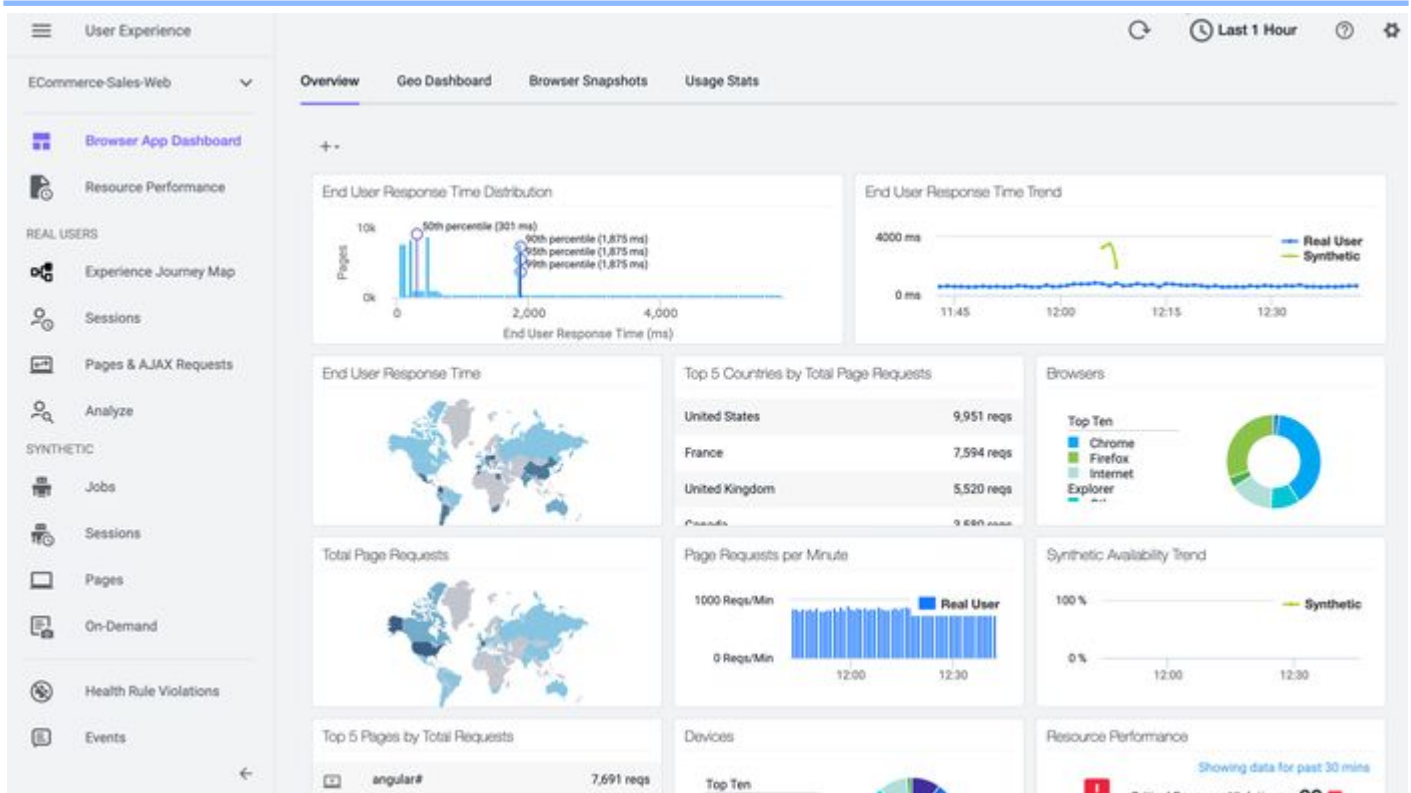 User Experience
Last 1 Hour
ECommerce-Sales-Web
Overview
Geo Dashboard
Browser Snapshots
Usage Stats
Browser App Dashboard
Resource Performance
REAL USERS
Experience Journey Map
Sessions
Pages & AJAX Requests
Analyze
SYNTHETIC
Jobs
Sessions
Pages
On-Demand
Health Rule Violations
Events
End User Response Time Distribution
Pages
10k
0k
50th percentile (301 ms)
90th percentile (1,875 ms)
95th percentile (1,875 ms)
99th percentile (1,875 ms)
0 2,000 4,000
End User Response Time (ms)
End User Response Time Trend
4000 ms
0 ms
Real User
Synthetic
11:45 12:00 12:15 12:30
End User Response Time
Top 5 Countries by Total Page Requests
United States 9,951 reqs
France 7,594 reqs
United Kingdom 5,520 reqs
Canada
Browsers
Top Ten
Chrome
Firefox
Internet
Explorer
Total Page Requests
Page Requests per Minute
1000 Reqs/Min
Real User
0 Reqs/Min
12:00 12:30
Synthetic Availability Trend
100 %
Synthetic
0 %
12:00 12:30
Top 5 Pages by Total Requests
angular# 7,691 reqs
Devices
Top Ten
Resource Performance
Showing data for past 30 mins